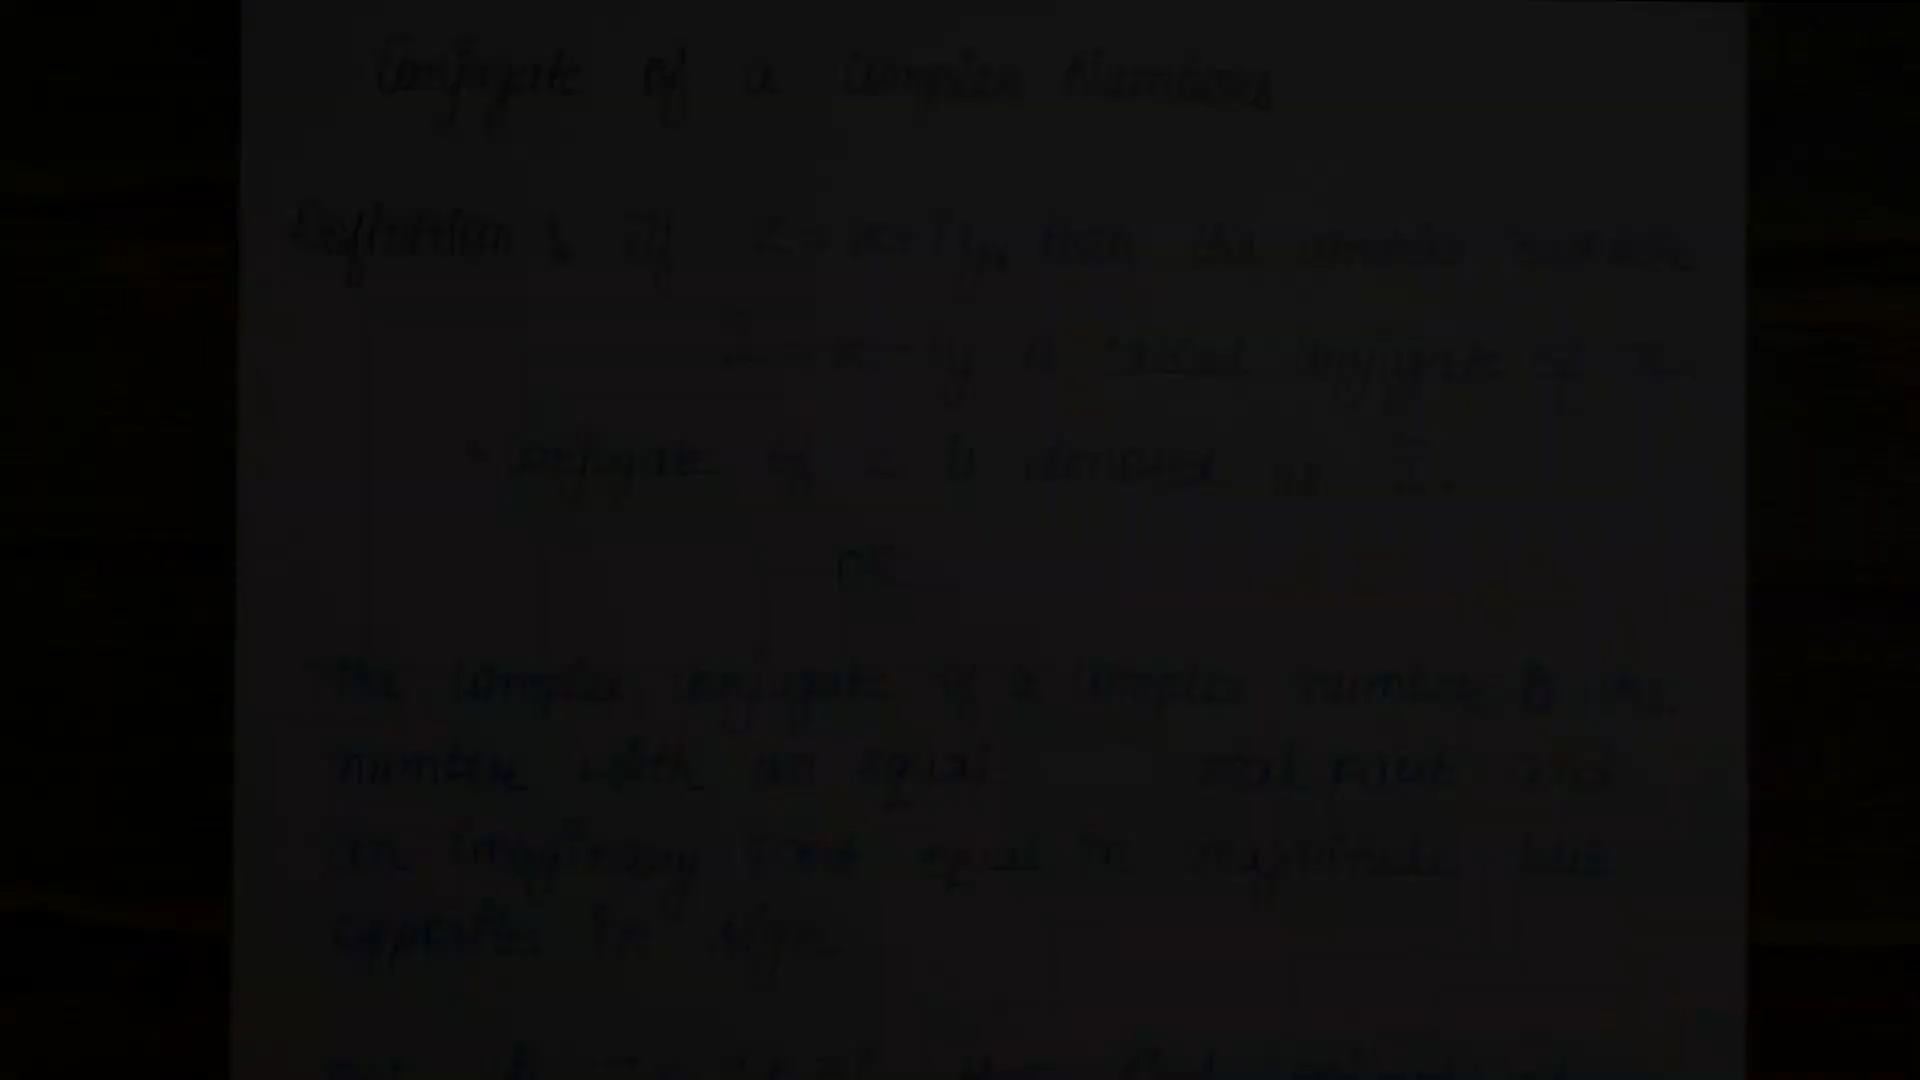 Conjugate of a Complex Number
Definition : If z = x+iy, then the complex number
z̄ = x-iy is called conjugate of z.
conjugate of z is denoted as z̄.
OR
The complex conjugate of a complex number is the
number with an equal real part and
an imaginary part equal in magnitude but
opposite in sign